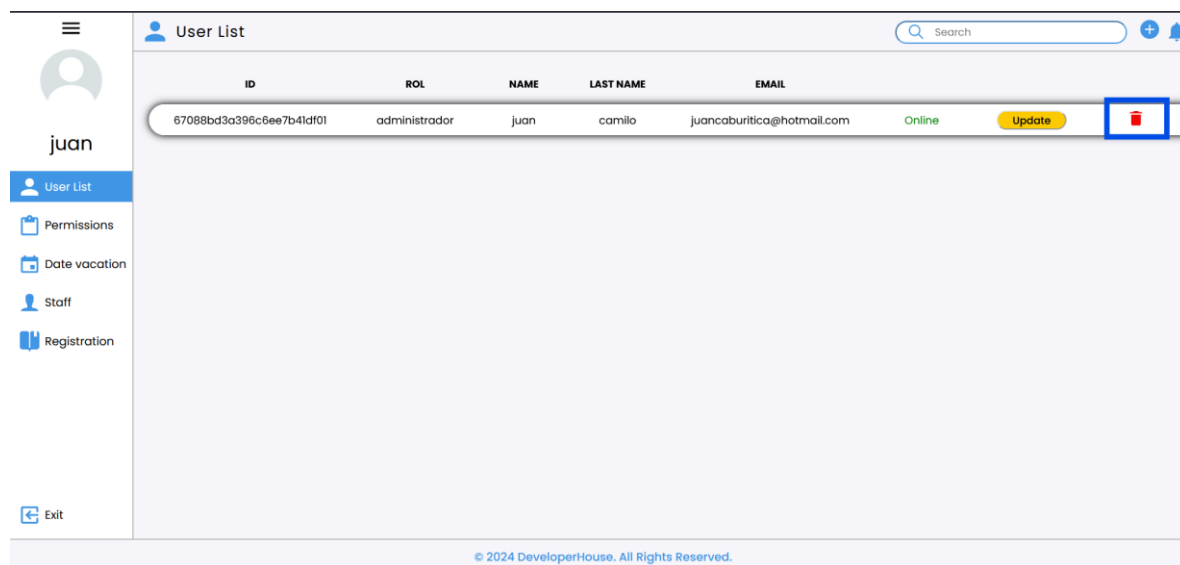 User List
Search
juan
User List
Permissions
Date vacation
Staff
Registration
Exit
ID ROL NAME LAST NAME EMAIL
67088bd3a396c6ee7b41df01 administrador juan camilo juancaburitica@hotmail.com Online Update
© 2024 DeveloperHouse. All Rights Reserved.